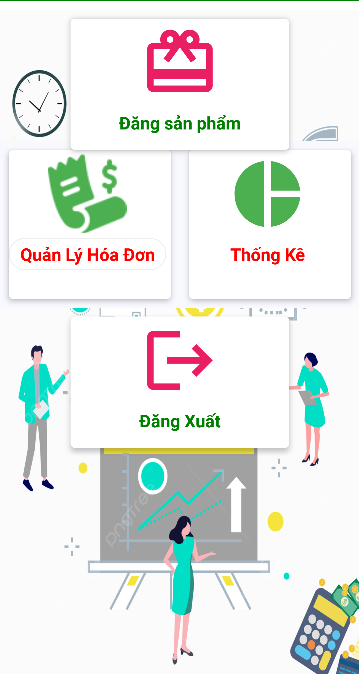 Đăng sản phẩm
Quản Lý Hóa Đơn
Thống Kê
Đăng Xuất